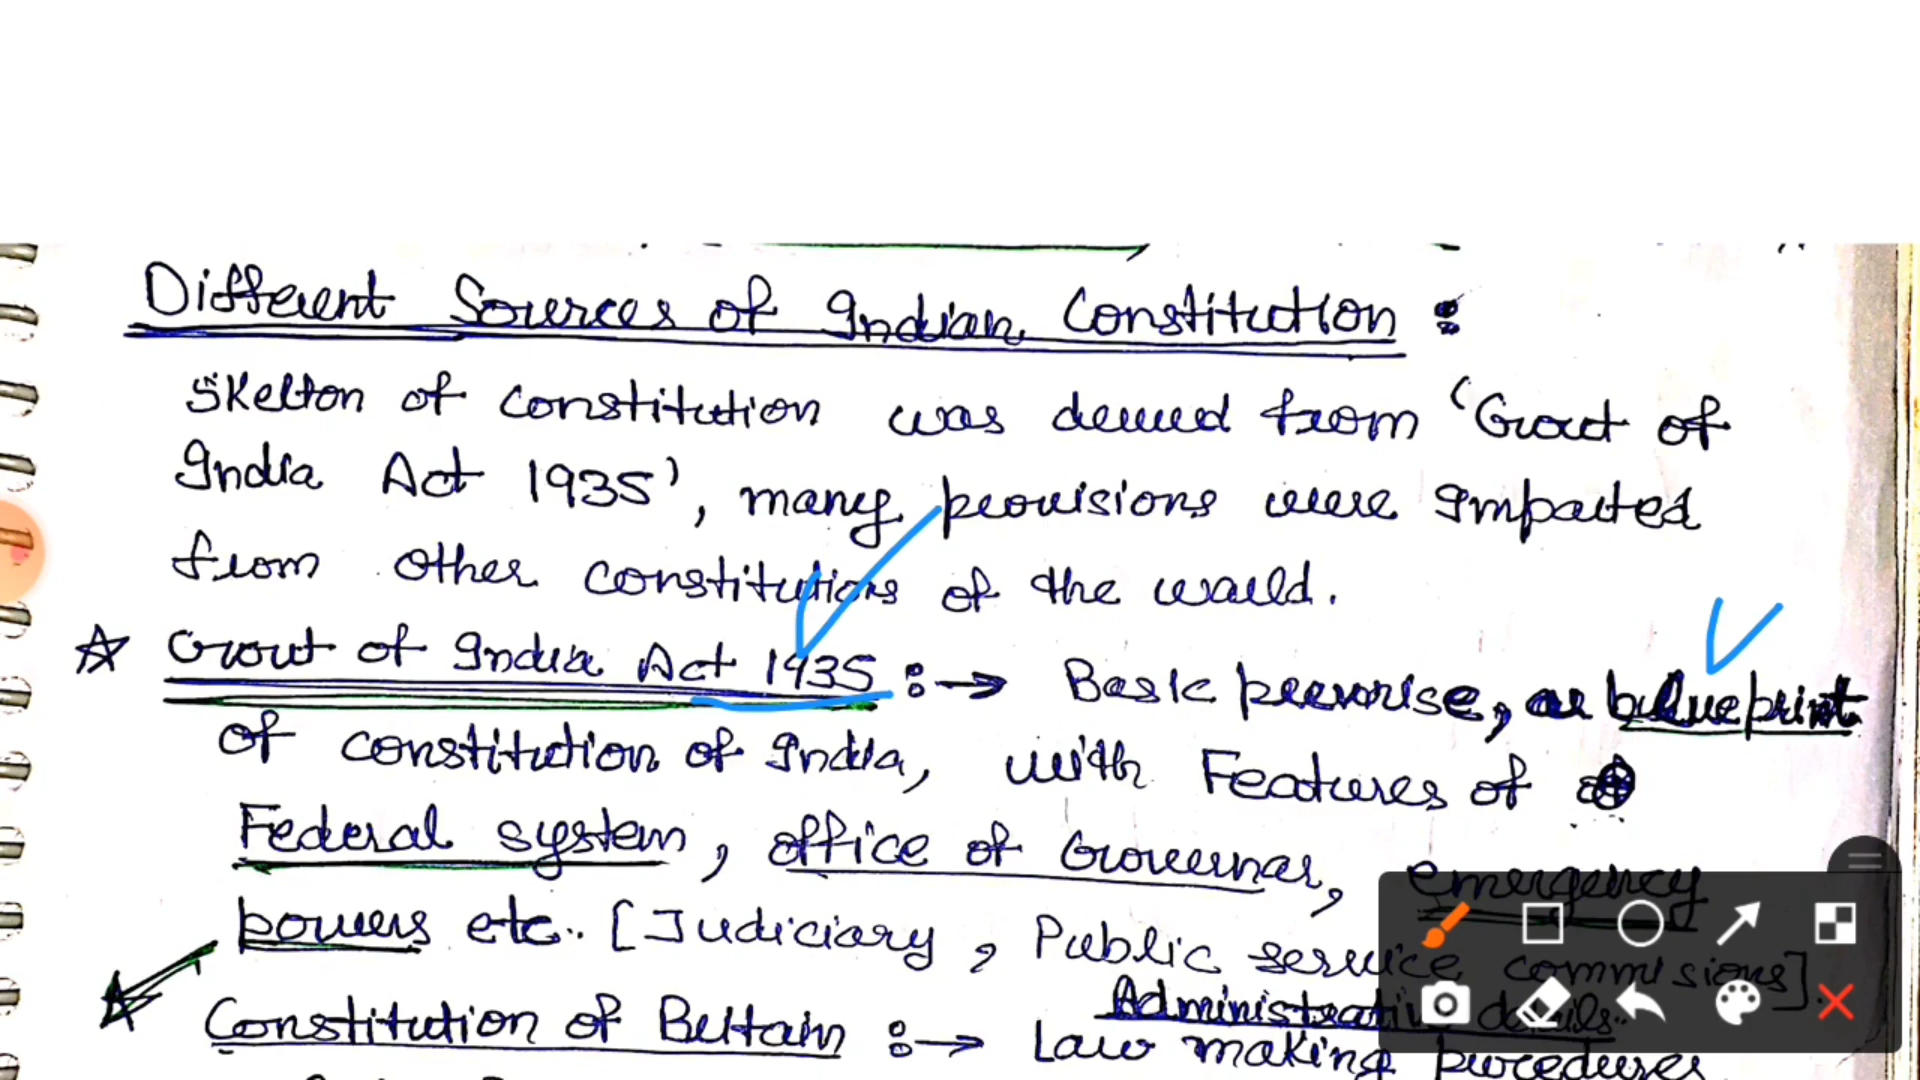 Different Sources of Indian Constitution :
Skelton of constitution was derived from 'Govt of
India Act 1935', many provisions were Imported
from other constitutions of the world.
☆ Govt of India Act 1935 :→ Basic premise, or blueprint
of constitution of India, with Features of
Federal system, office of Governor, emergency
powers etc.. [Judiciary, Public service commisions]
Administrative details..
☆ Constitution of Britain :→ Law making procedures